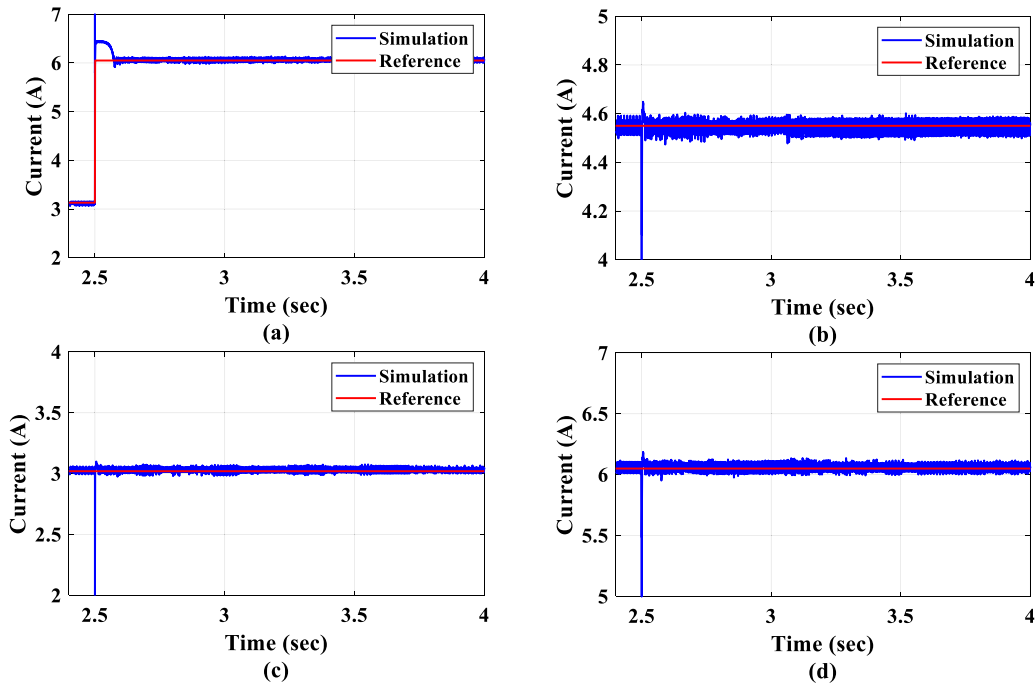 7
6
5
4
3
2
Current (A)
Simulation
Reference
2.5
3
3.5
4
Time (sec)
(a)
5
4.8
4.6
4.4
4.2
4
Current (A)
Simulation
Reference
2.5
3
3.5
4
Time (sec)
(b)
4
3.5
3
2.5
2
Current (A)
Simulation
Reference
2.5
3
3.5
4
Time (sec)
(c)
7
6.5
6
5.5
5
Current (A)
Simulation
Reference
2.5
3
3.5
4
Time (sec)
(d)